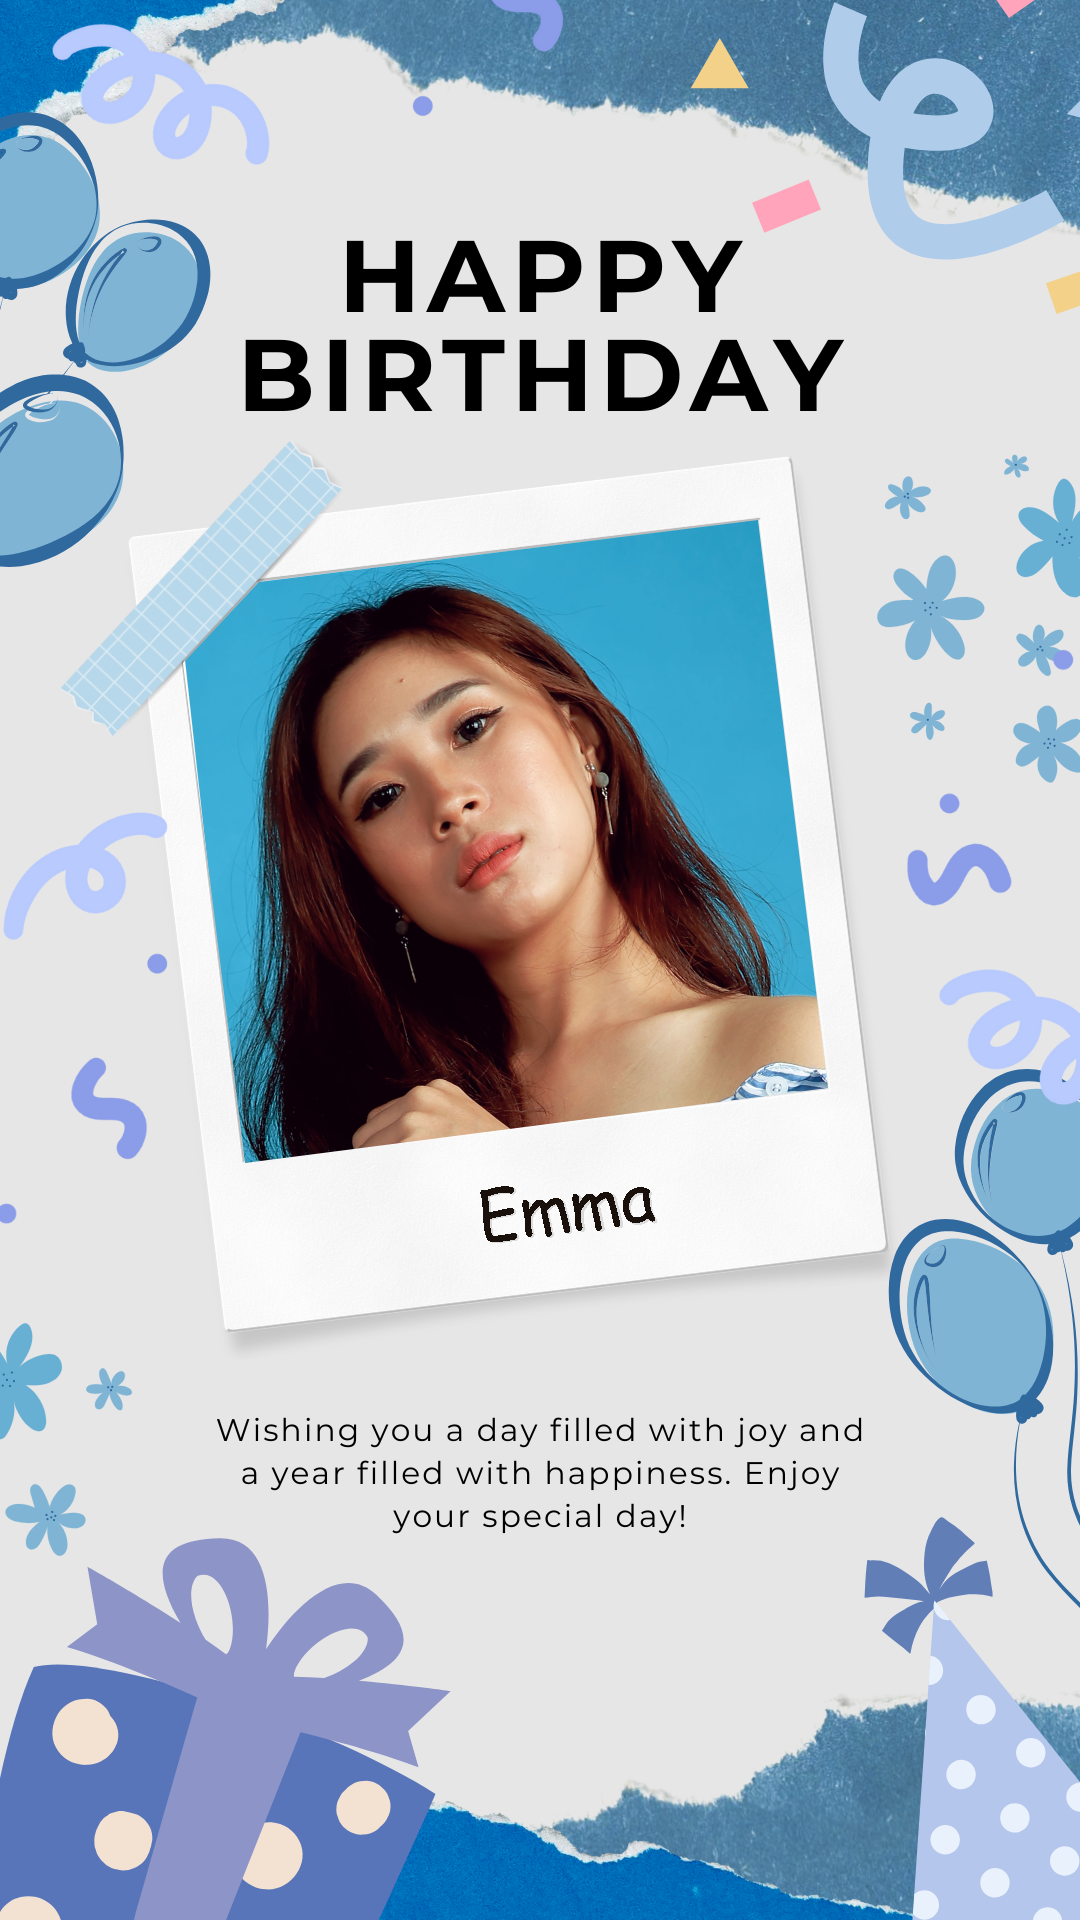 HAPPY
BIRTHDAY
Emma
Wishing you a day filled with joy and
a year filled with happiness. Enjoy
your special day!